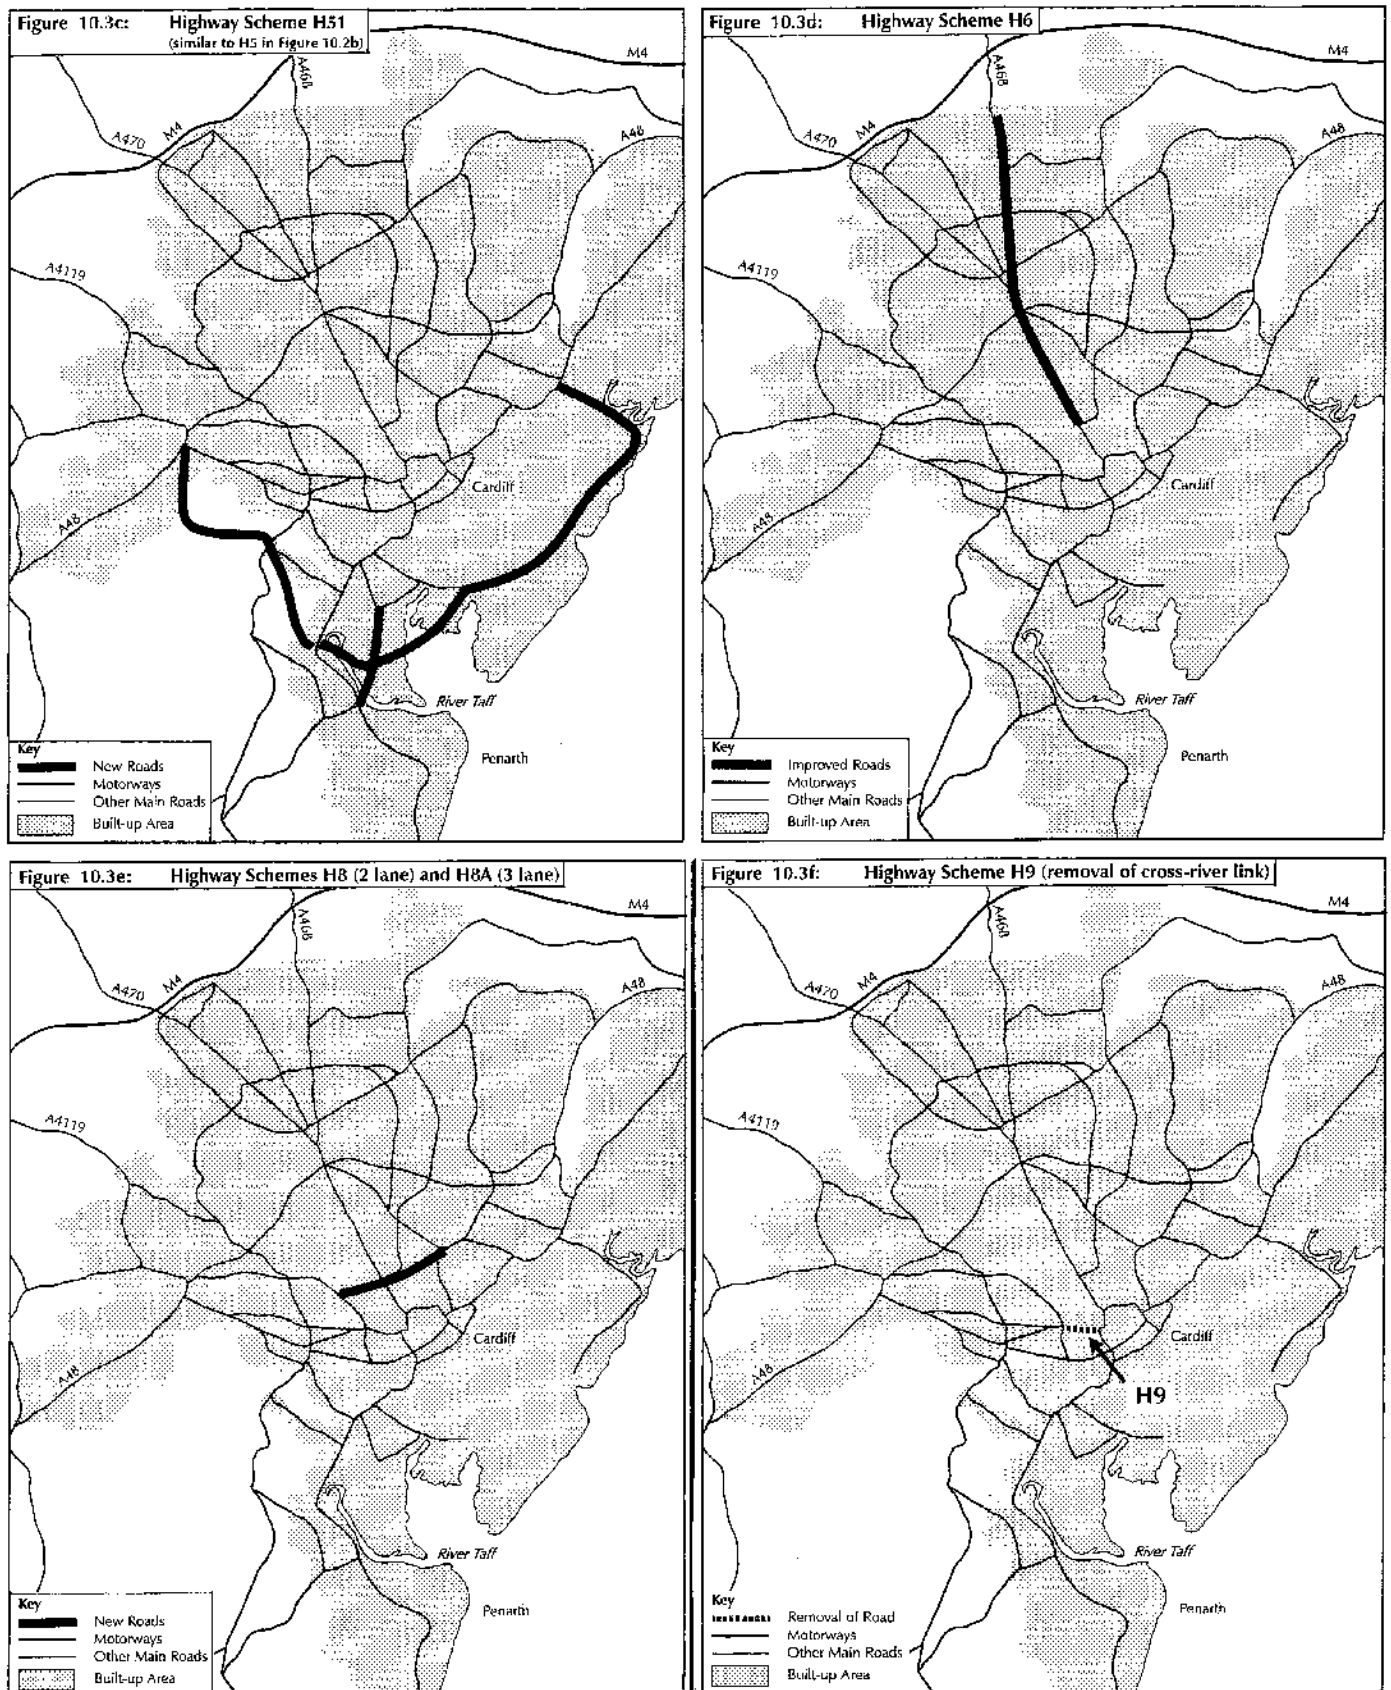 Figure 10.3c: Highway Scheme H51
(similar to H5 in Figure 10.2b)
M4
A468
A470
M4
A48
A4119
Cardiff
A48
River Taff
Penarth
Key
New Roads
Motorways
Other Main Roads
Built-up Area
Figure 10.3d: Highway Scheme H6
M4
A468
A470
M4
A48
A4119
Cardiff
A48
River Taff
Penarth
Key
Improved Roads
Motorways
Other Main Roads
Built-up Area
Figure 10.3e: Highway Schemes H8 (2 lane) and H8A (3 lane)
M4
A468
A470
M4
A48
A4119
Cardiff
A48
River Taff
Penarth
Key
New Roads
Motorways
Other Main Roads
Built-up Area
Figure 10.3f: Highway Scheme H9 (removal of cross-river link)
M4
A468
A470
M4
A48
A4119
Cardiff
A48
H9
River Taff
Penarth
Key
Removal of Road
Motorways
Other Main Roads
Built-up Area